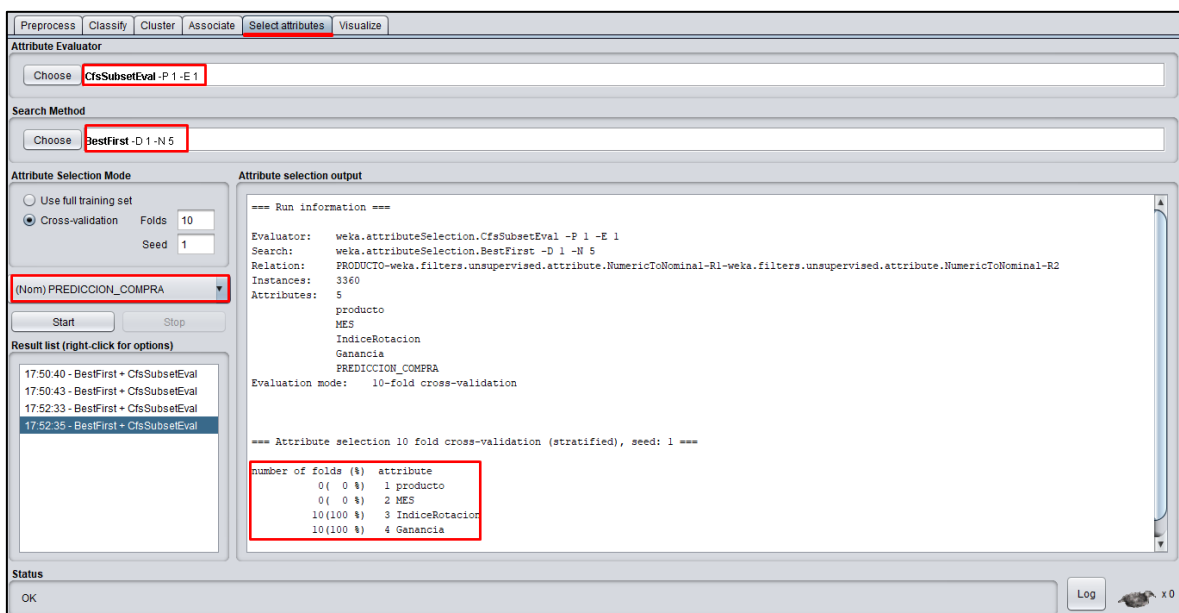 Preprocess Classify Cluster Associate Select attributes Visualize
Attribute Evaluator
Choose CfsSubsetEval -P 1 -E 1
Search Method
Choose BestFirst -D 1 -N 5
Attribute Selection Mode
Use full training set
Cross-validation Folds 10
Seed 1
(Nom) PREDICCION_COMPRA
Start Stop
Result list (right-click for options)
17:50:40 - BestFirst + CfsSubsetEval
17:50:43 - BestFirst + CfsSubsetEval
17:52:33 - BestFirst + CfsSubsetEval
17:52:35 - BestFirst + CfsSubsetEval
Attribute selection output
=== Run information ===
Evaluator: weka.attributeSelection.CfsSubsetEval -P 1 -E 1
Search: weka.attributeSelection.BestFirst -D 1 -N 5
Relation: PRODUCTO-weka.filters.unsupervised.attribute.NumericToNominal-R1-weka.filters.unsupervised.attribute.NumericToNominal-R2
Instances: 3360
Attributes: 5
producto
MES
IndiceRotacion
Ganancia
PREDICCION_COMPRA
Evaluation mode: 10-fold cross-validation
=== Attribute selection 10 fold cross-validation (stratified), seed: 1 ===
number of folds (%) attribute
0( 0 %) 1 producto
0( 0 %) 2 MES
10(100 %) 3 IndiceRotacion
10(100 %) 4 Ganancia
Status
OK
Log x 0